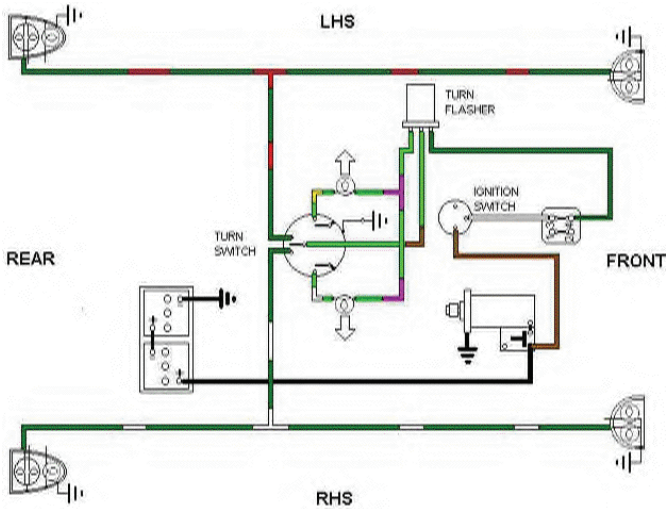 LHS
TURN
FLASHER
IGNITION
SWITCH
TURN
SWITCH
REAR
FRONT
RHS